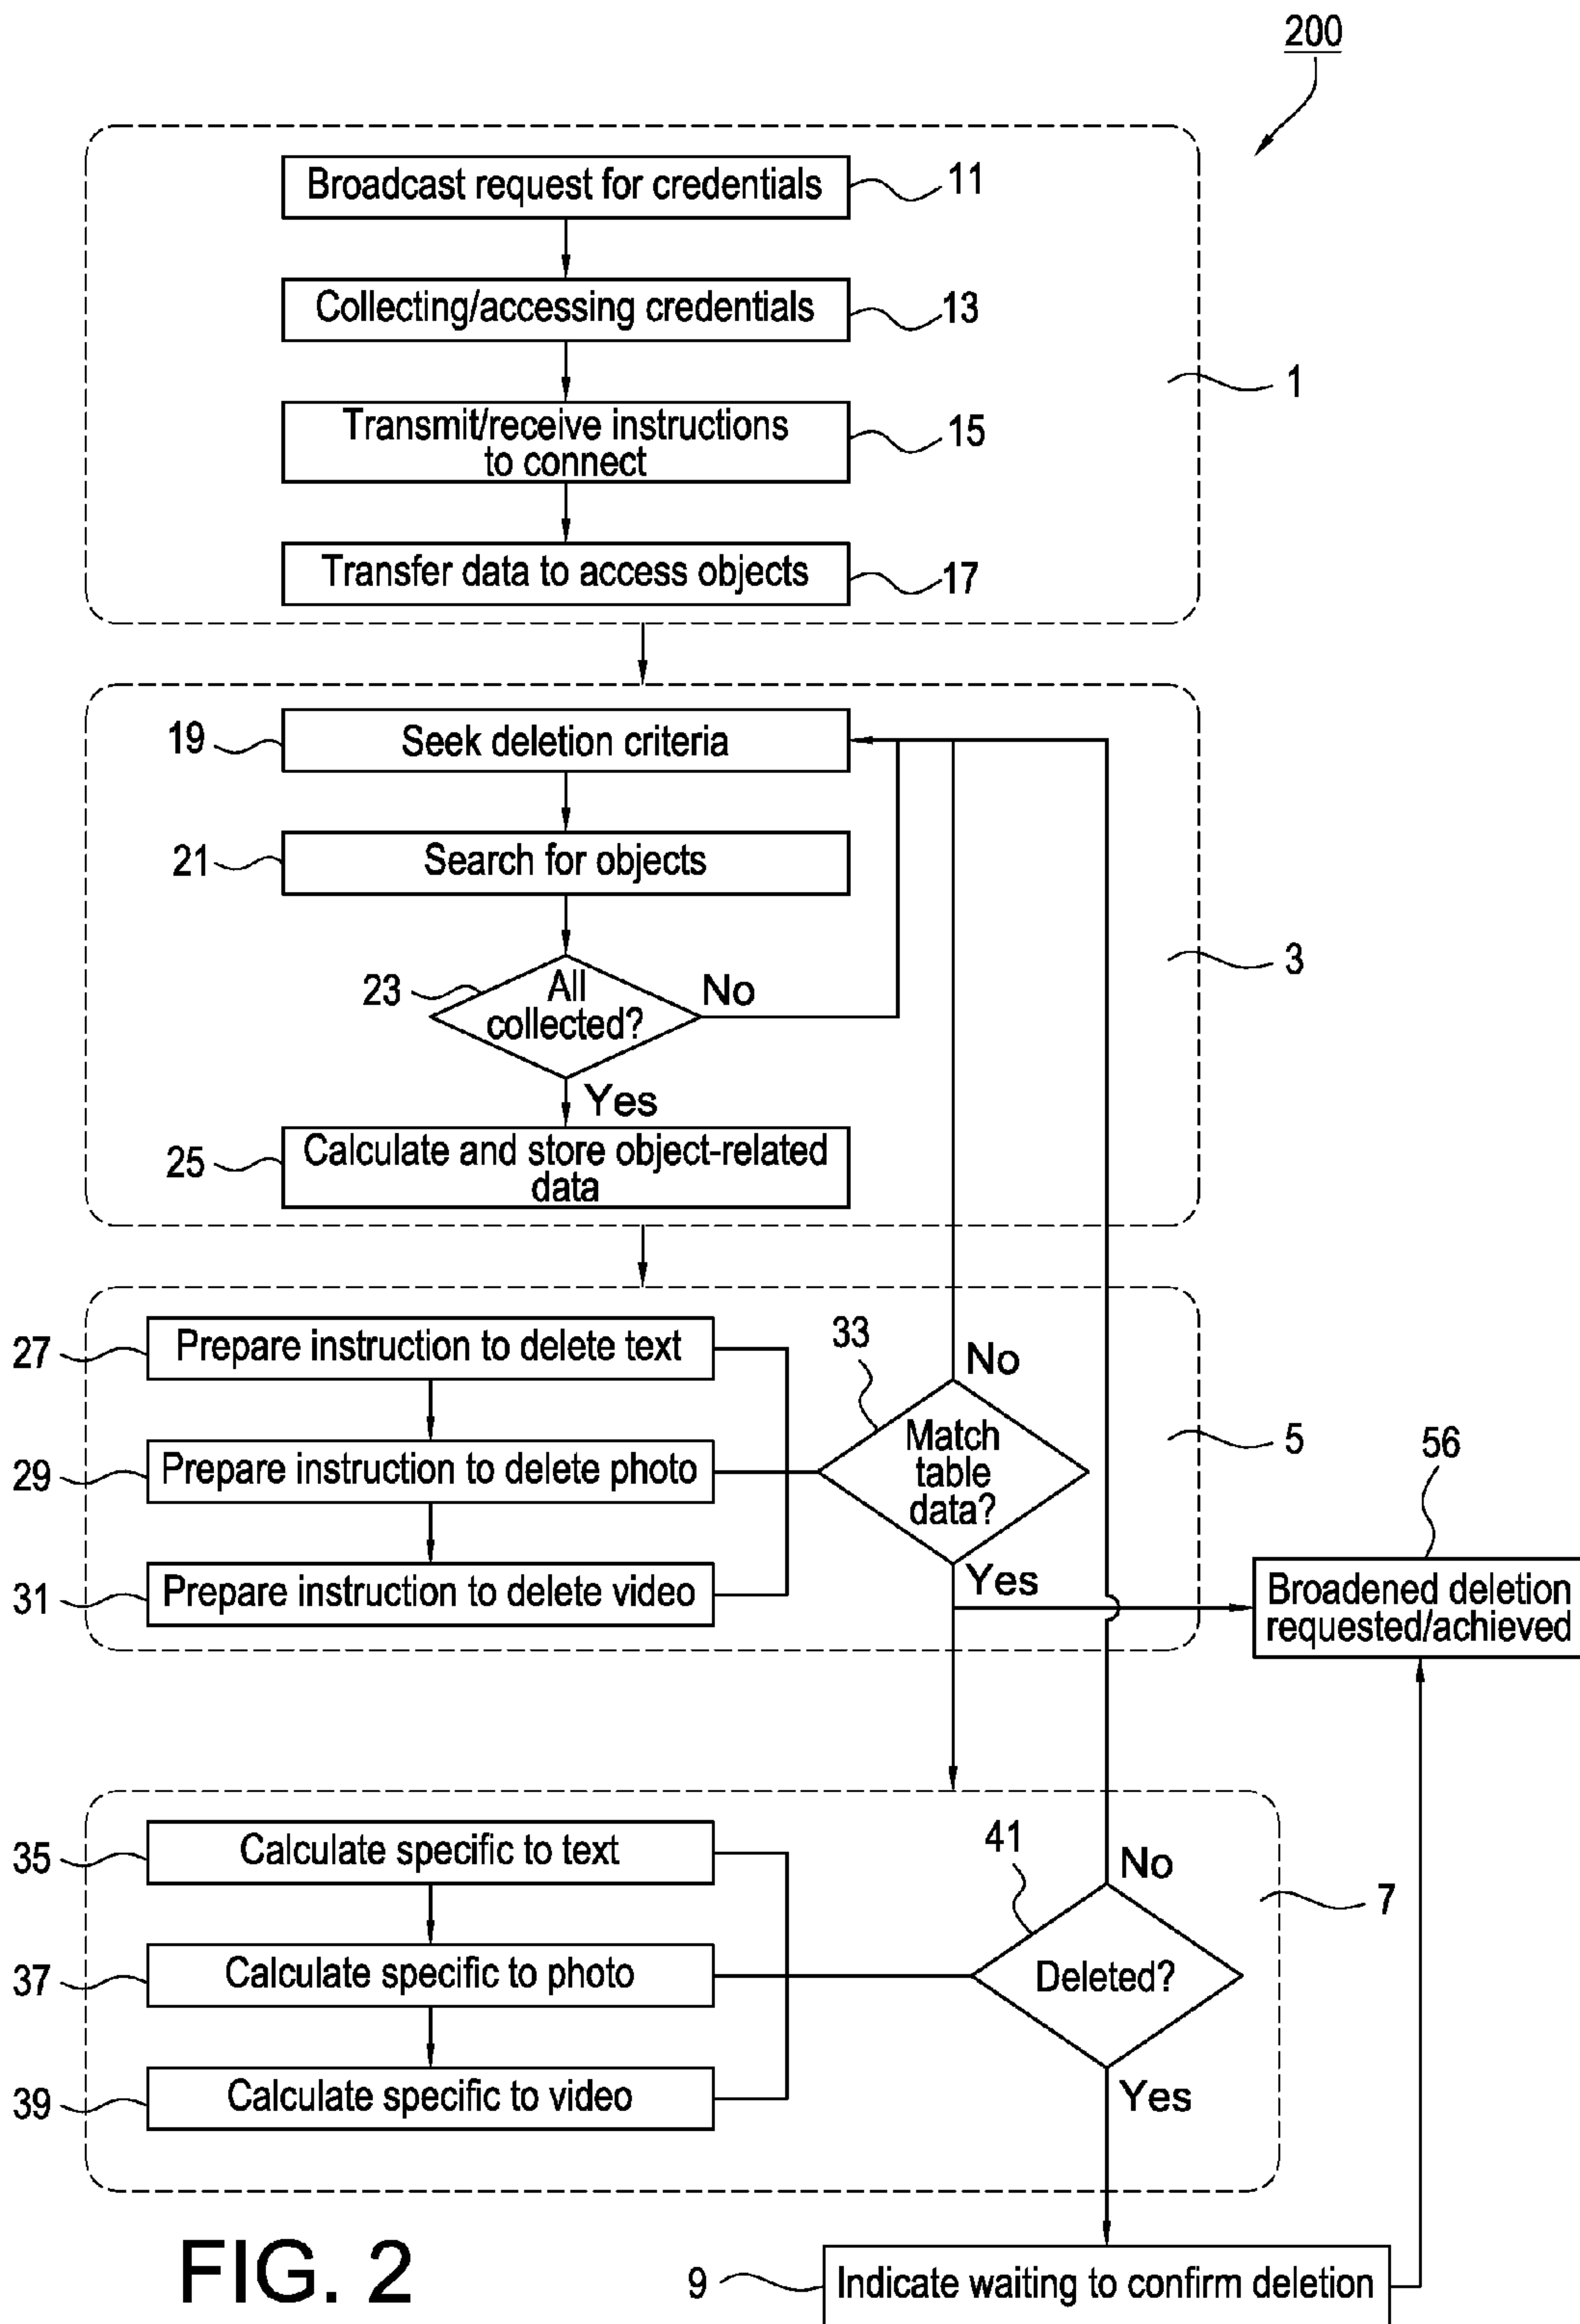 200
Broadcast request for credentials
11
Collecting/accessing credentials
13
Transmit/receive instructions
to connect
15
Transfer data to access objects
17
1
19
Seek deletion criteria
21
Search for objects
23
All
collected?
No
Yes
25
Calculate and store object-related
data
3
27
Prepare instruction to delete text
29
Prepare instruction to delete photo
31
Prepare instruction to delete video
33
No
Match
table
data?
Yes
5
56
Broadened deletion
requested/achieved
35
Calculate specific to text
37
Calculate specific to photo
39
Calculate specific to video
41
No
Deleted?
Yes
7
9
Indicate waiting to confirm deletion
FIG. 2